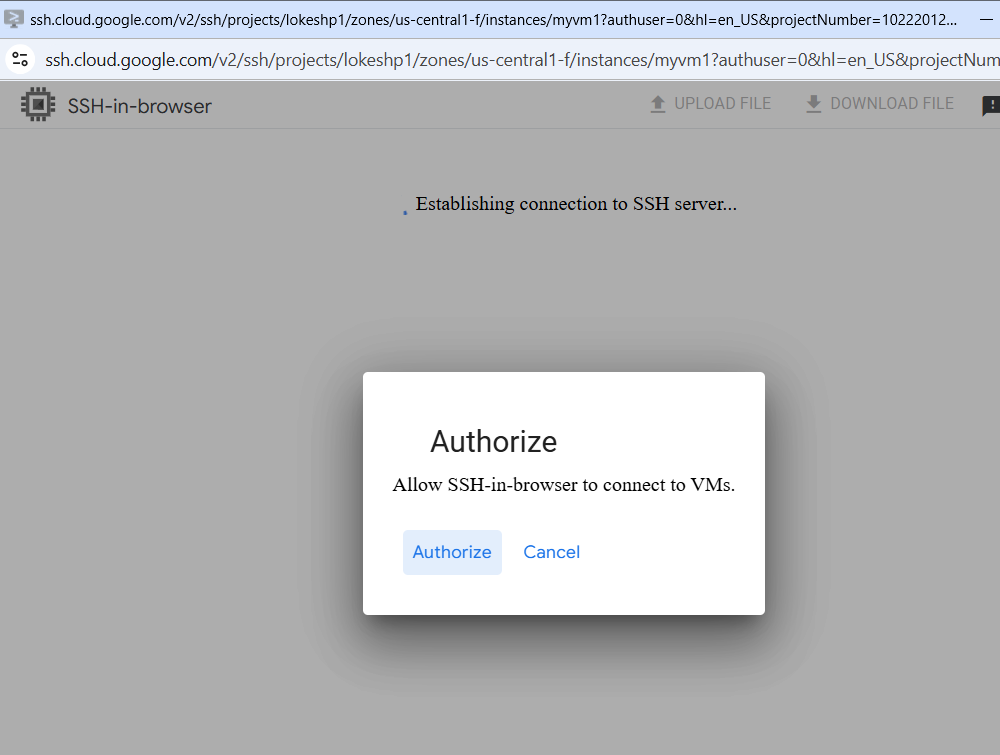 ssh.cloud.google.com/v2/ssh/projects/lokeshp1/zones/us-central1-f/instances/myvm1?authuser=0&hl=en_US&projectNumber=10222012...
ssh.cloud.google.com/v2/ssh/projects/lokeshp1/zones/us-central1-f/instances/myvm1?authuser=0&hl=en_US&projectNum
SSH-in-browser UPLOAD FILE DOWNLOAD FILE
Establishing connection to SSH server...
Authorize
Allow SSH-in-browser to connect to VMs.
Authorize Cancel